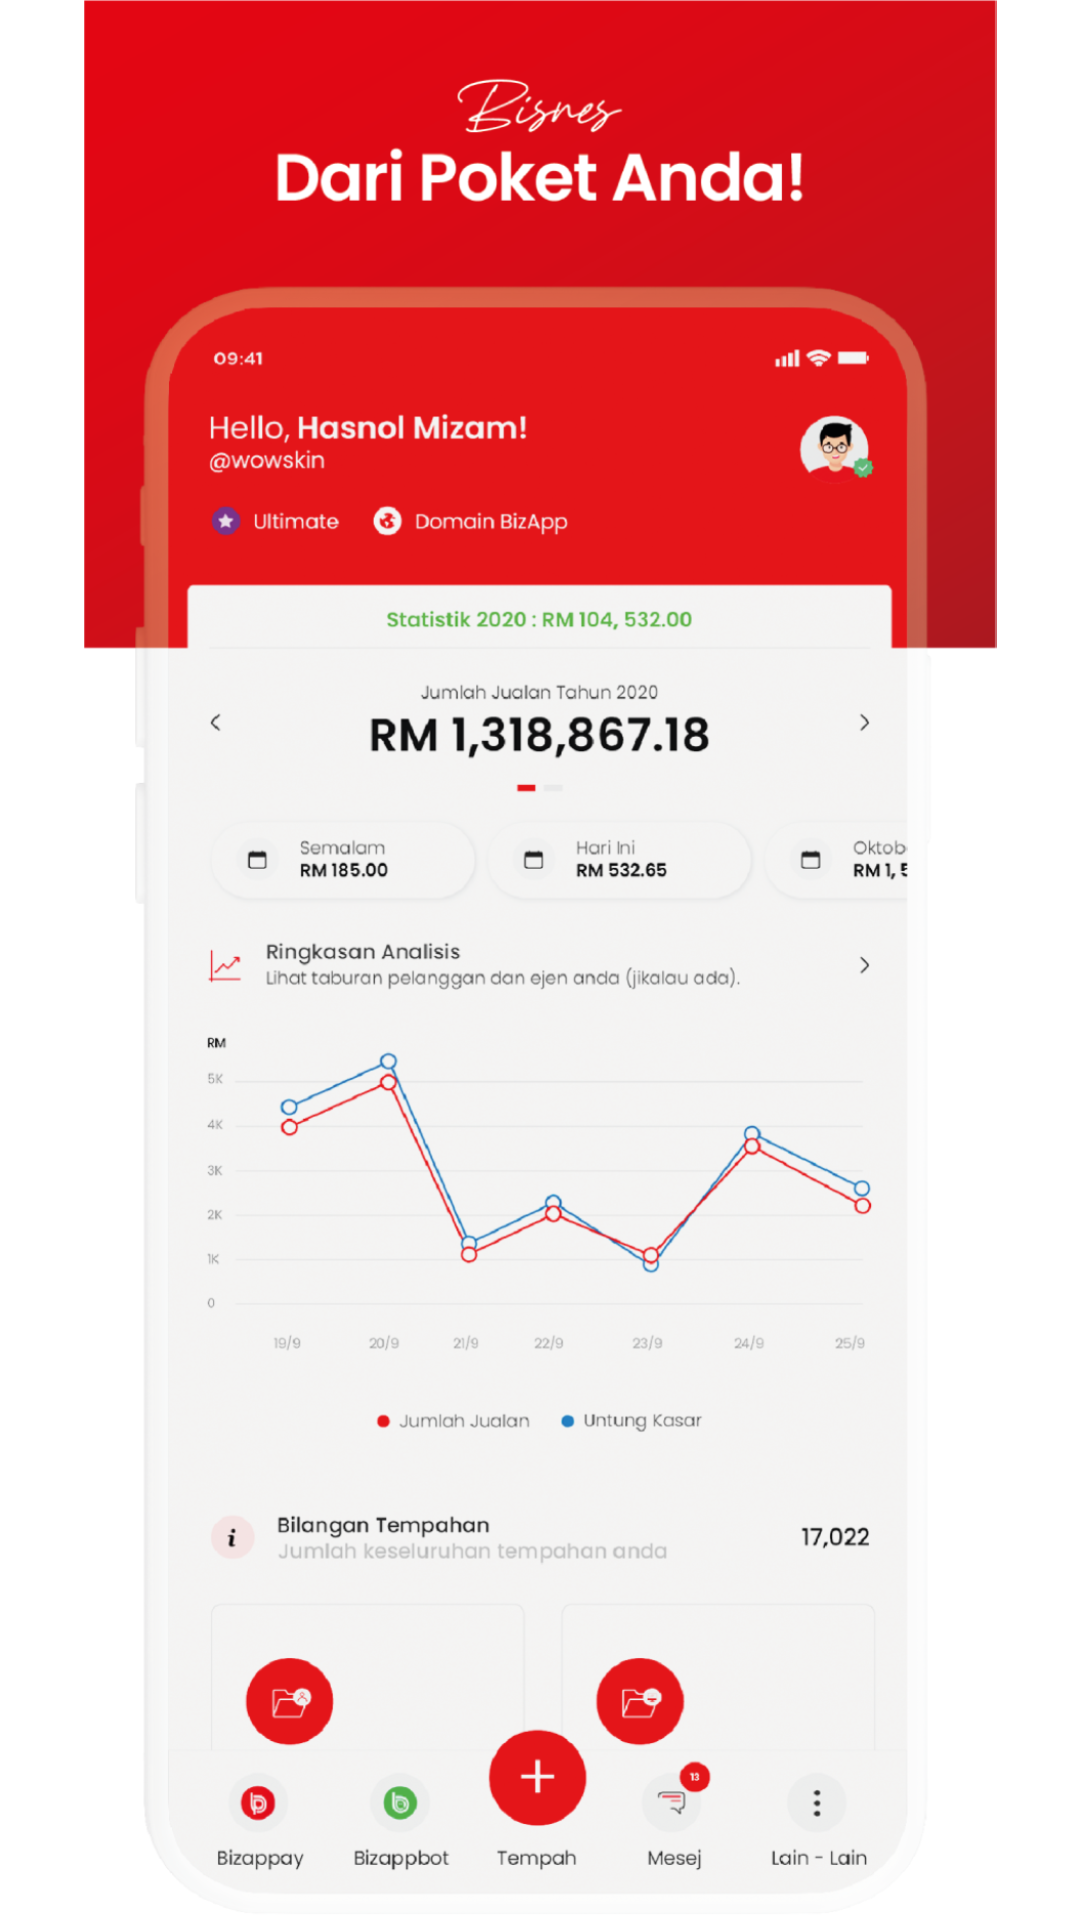 Bisnes
Dari Poket Anda!
09:41
Hello, Hasnol Mizam!
@wowskin
Ultimate
Domain BizApp
Statistik 2020 : RM 104, 532.00
Jumlah Jualan Tahun 2020
RM 1,318,867.18
Semalam
RM 185.00
Hari Ini
RM 532.65
Oktob
RM 1, 5
Ringkasan Analisis
Lihat taburan pelanggan dan ejen anda (jikalau ada).
RM
5K
4K
3K
2K
1K
0
19/9 20/9 21/9 22/9 23/9 24/9 25/9
Jumlah Jualan Untung Kasar
Bilangan Tempahan
Jumlah keseluruhan tempahan anda
17,022
13
Bizappay Bizappbot Tempah Mesej Lain - Lain